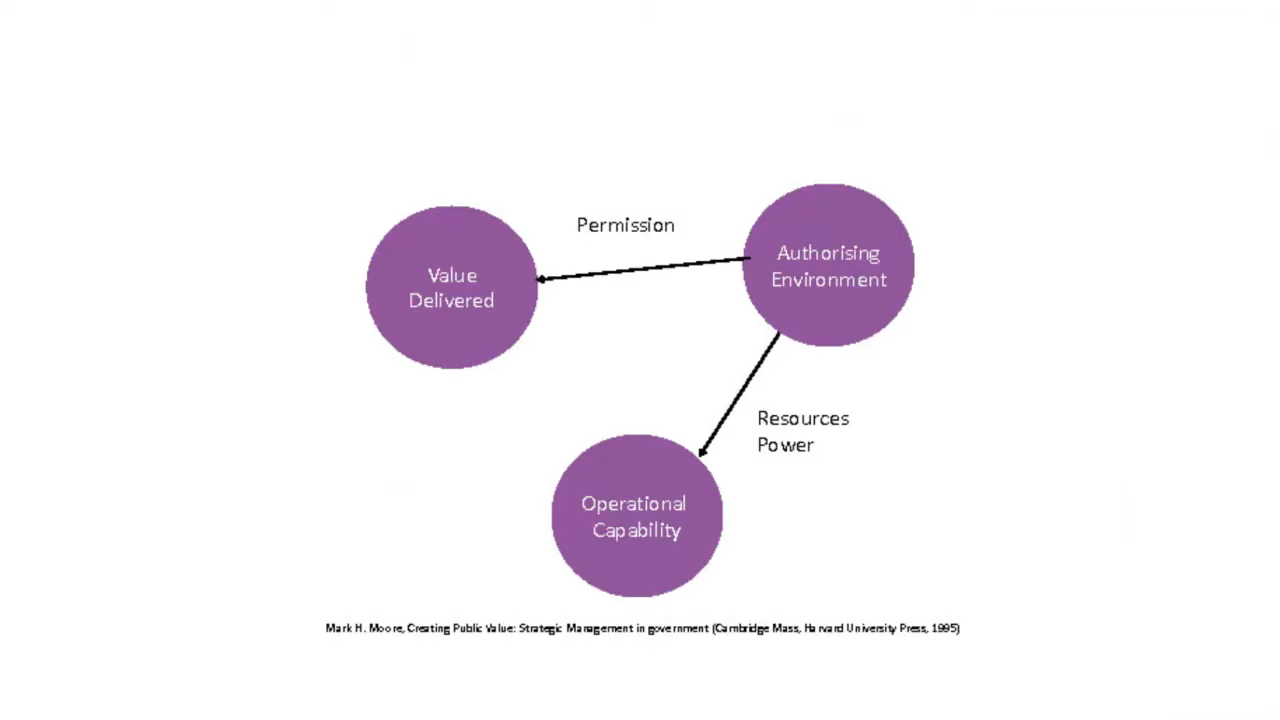 Permission
Authorising
Environment
Value
Delivered
Resources
Power
Operational
Capability
Mark H. Moore, Creating Public Value: Strategic Management in government (Cambridge Mass, Harvard University Press, 1995)